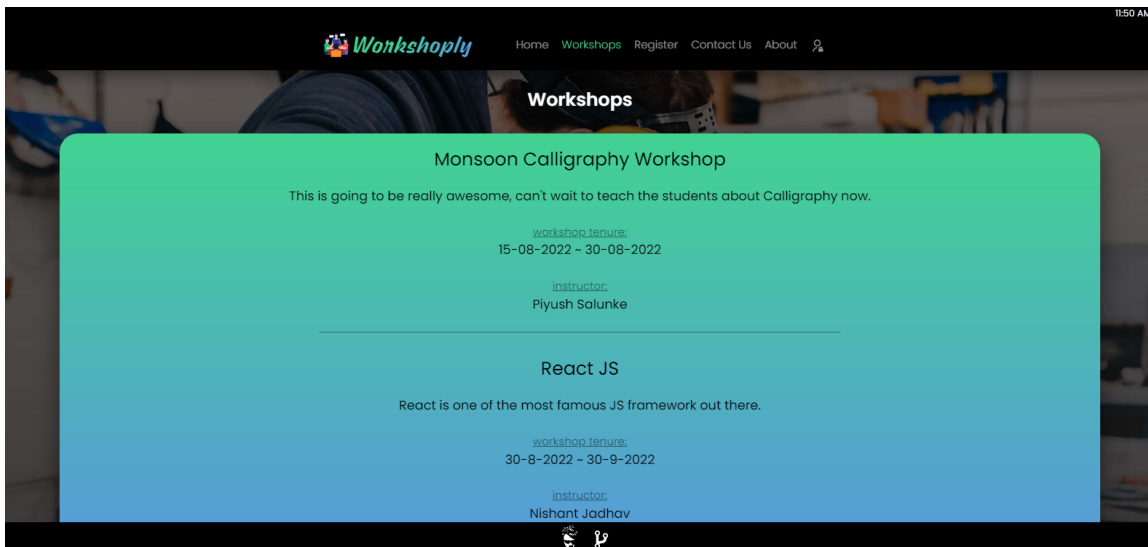 11:50 AM
Workshoply Home Workshops Register Contact Us About
Workshops
Monsoon Calligraphy Workshop
This is going to be really awesome, can't wait to teach the students about Calligraphy now.
workshop tenure:
15-08-2022 ~ 30-08-2022
instructor:
Piyush Salunke
React JS
React is one of the most famous JS framework out there.
workshop tenure:
30-8-2022 ~ 30-9-2022
instructor:
Nishant Jadhav